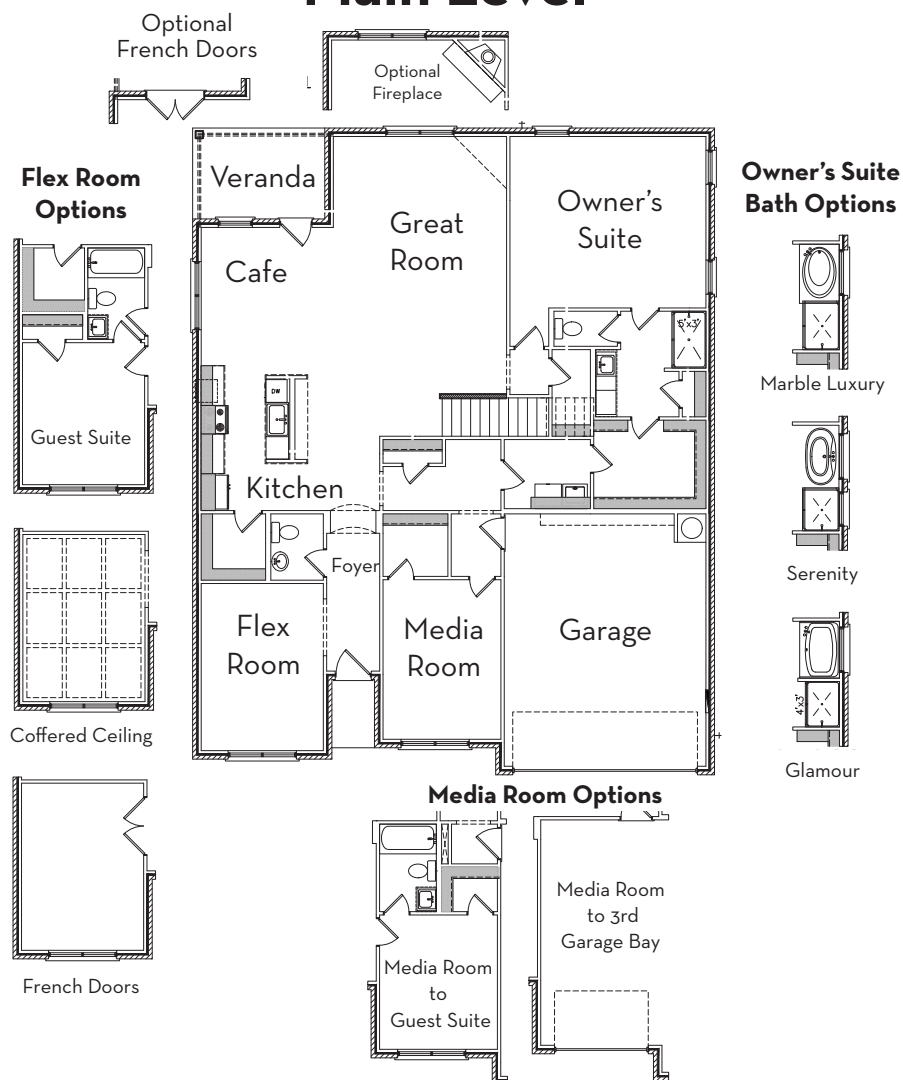 Main Level
Optional
French Doors
Optional
Fireplace
Flex Room
Options
Veranda
Great
Room
Owner's
Suite
Owner's Suite
Bath Options
Cafe
5'x3'
Marble Luxury
DW
Guest Suite
Kitchen
Serenity
Foyer
Flex
Room
Media
Room
Garage
4'x3'
Coffered Ceiling
Glamour
Media Room Options
Media Room
to 3rd
Garage Bay
Media Room
to
Guest Suite
French Doors